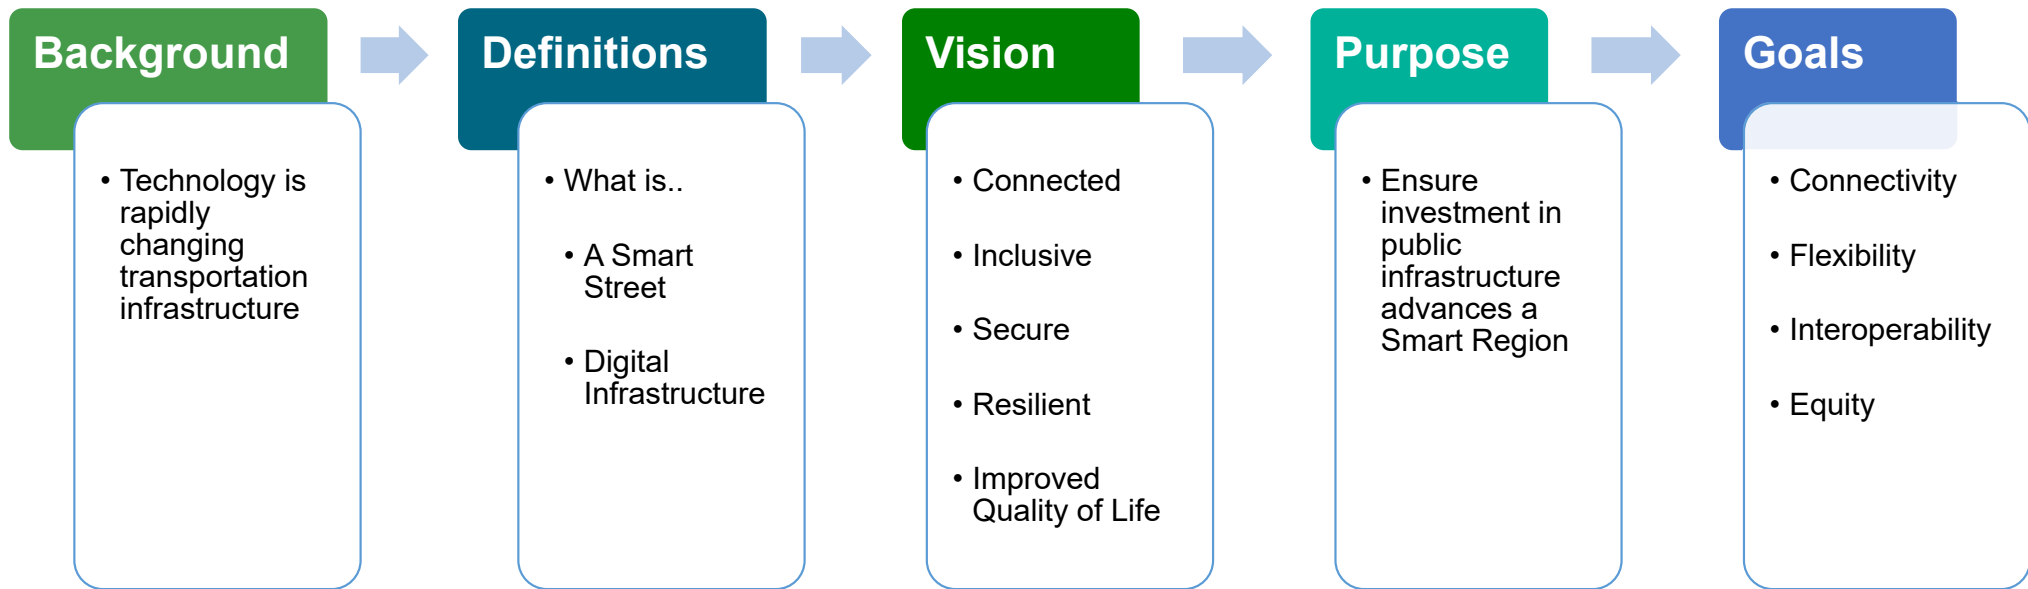 Background
• Technology is
rapidly
changing
transportation
infrastructure
Definitions
• What is..
• A Smart
Street
• Digital
Infrastructure
Vision
• Connected
• Inclusive
• Secure
• Resilient
• Improved
Quality of Life
Purpose
• Ensure
investment in
public
infrastructure
advances a
Smart Region
Goals
• Connectivity
• Flexibility
• Interoperability
• Equity